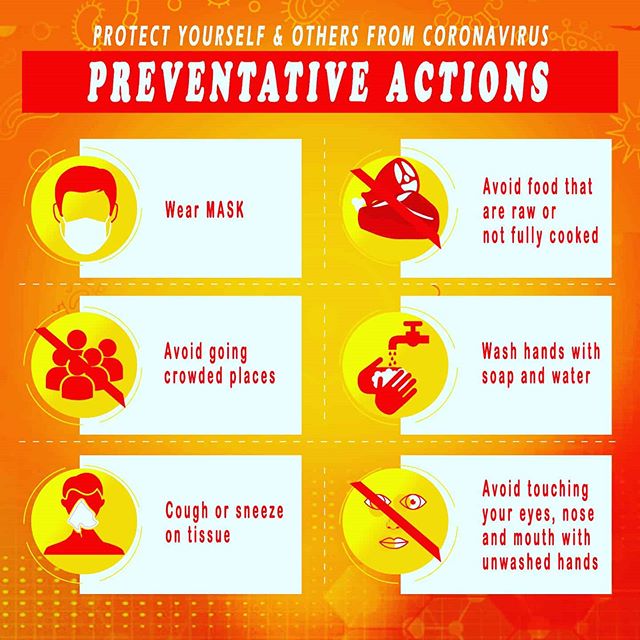 PROTECT YOURSELF & OTHERS FROM CORONAVIRUS
PREVENTATIVE ACTIONS
Wear MASK
Avoid food that
are raw or
not fully cooked
Avoid going
crowded places
Wash hands with
soap and water
Cough or sneeze
on tissue
Avoid touching
your eyes, nose
and mouth with
unwashed hands